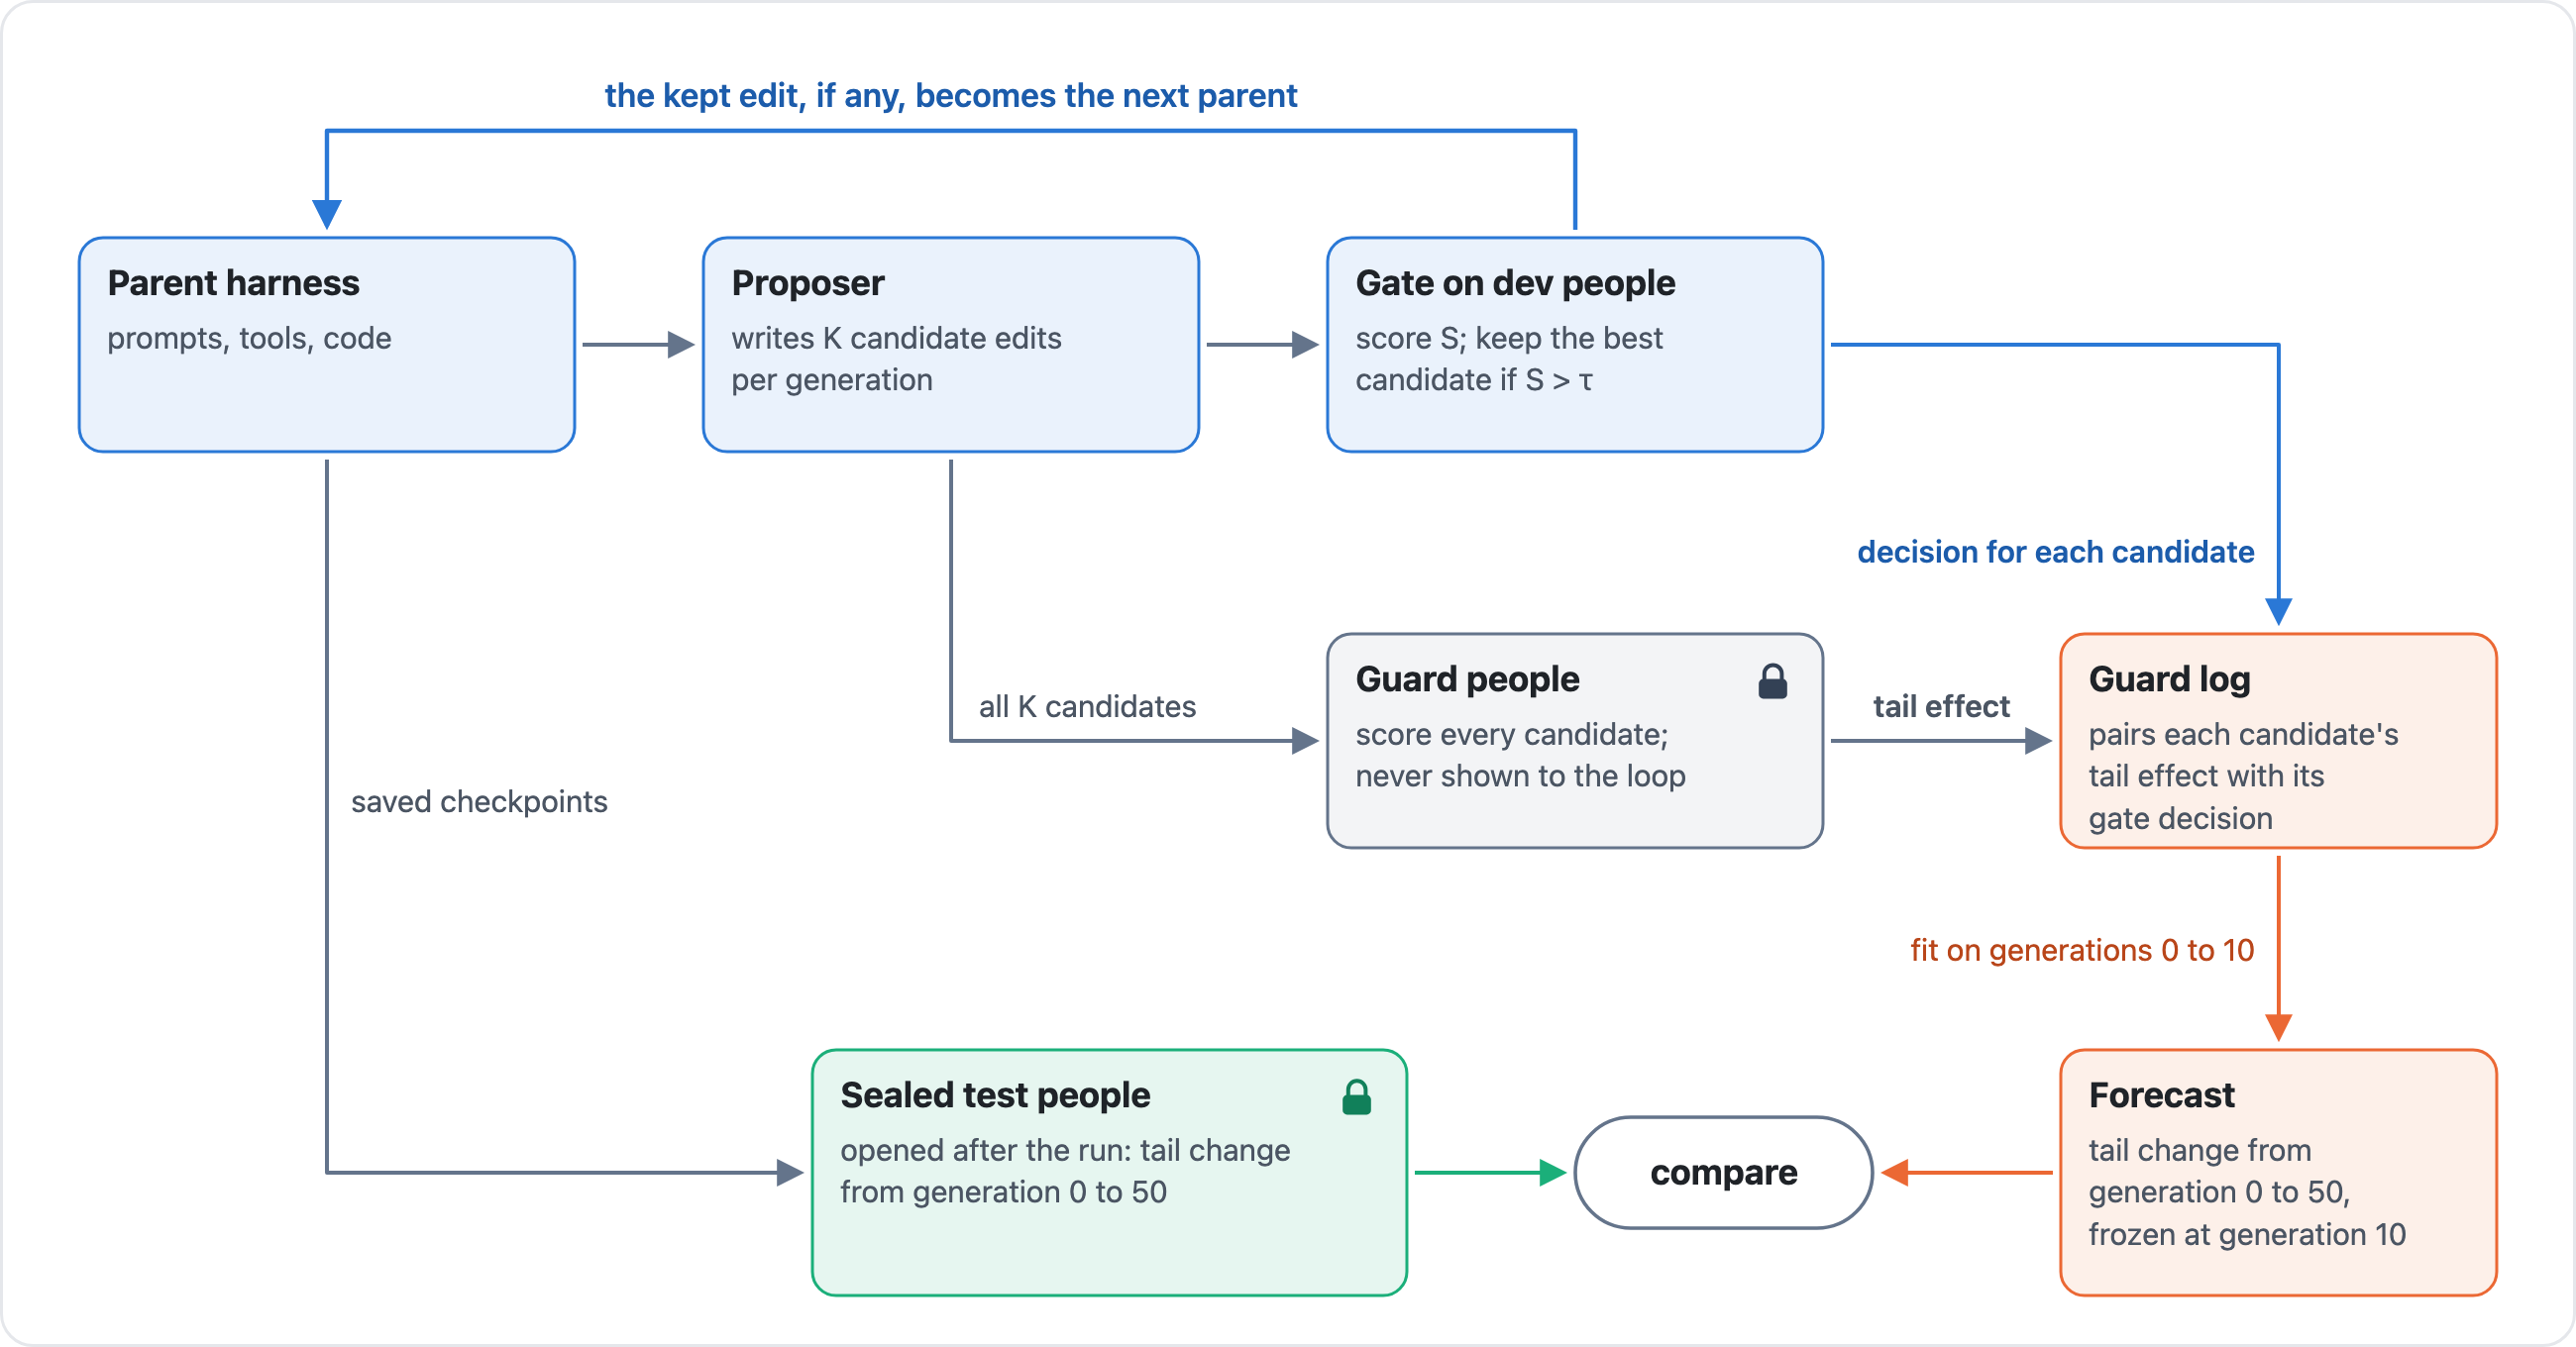 the kept edit, if any, becomes the next parent
Parent harness
prompts, tools, code
Proposer
writes K candidate edits
per generation
Gate on dev people
score S; keep the best
candidate if S > τ
decision for each candidate
all K candidates
Guard people
score every candidate;
never shown to the loop
tail effect
Guard log
pairs each candidate's
tail effect with its
gate decision
saved checkpoints
fit on generations 0 to 10
Sealed test people
opened after the run: tail change
from generation 0 to 50
compare
Forecast
tail change from
generation 0 to 50,
frozen at generation 10